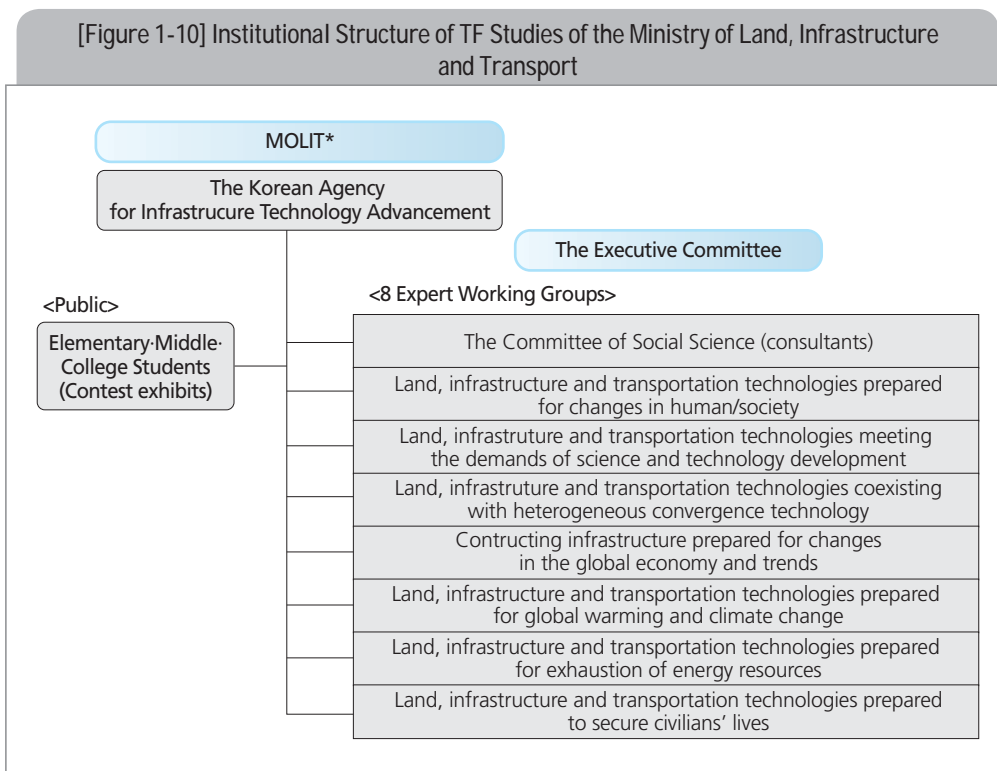 [Figure 1-10] Institutional Structure of TF Studies of the Ministry of Land, Infrastructure
and Transport
MOLIT*
The Korean Agency
for Infrastrucure Technology Advancement
The Executive Committee
<Public>
Elementary·Middle·
College Students
(Contest exhibits)
<8 Expert Working Groups>
The Committee of Social Science (consultants)
Land, infrastructure and transportation technologies prepared
for changes in human/society
Land, infrastruture and transportation technologies meeting
the demands of science and technology development
Land, infrastruture and transportation technologies coexisting
with heterogeneous convergence technology
Contructing infrastructure prepared for changes
in the global economy and trends
Land, infrastructure and transportation technologies prepared
for global warming and climate change
Land, infrastructure and transportation technologies prepared
for exhaustion of energy resources
Land, infrastructure and transportation technologies prepared
to secure civilians’ lives